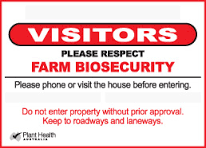 VISITORS
PLEASE RESPECT
FARM BIOSECURITY
Please phone or visit the house before entering.
Do not enter property without prior approval.
Keep to roadways and laneways.
Plant Health
AUSTRALIA